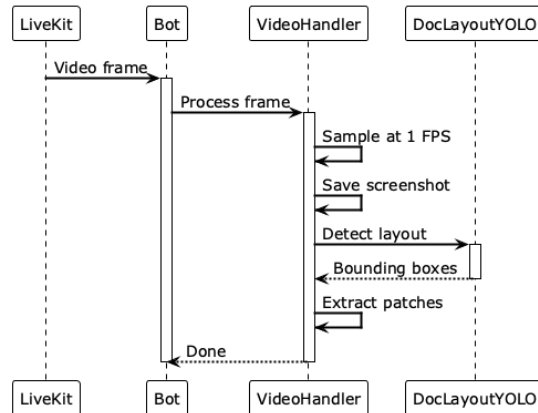 LiveKit Bot VideoHandler DocLayoutYOLO
Video frame
Process frame
Sample at 1 FPS
Save screenshot
Detect layout
Bounding boxes
Extract patches
Done
LiveKit Bot VideoHandler DocLayoutYOLO